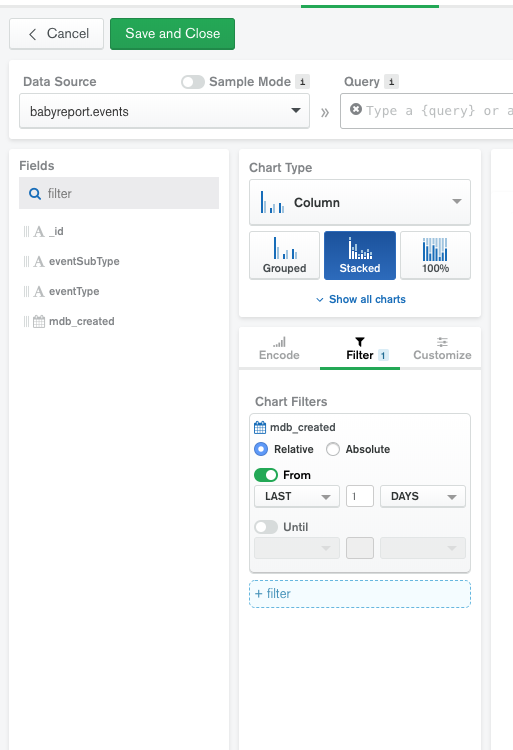 Cancel
Save and Close
Data Source
Sample Mode i
Query i
babyreport.events
»
Type a {query} or a
Fields
filter
A _id
A eventSubType
A eventType
mdb_created
Chart Type
Column
Grouped
Stacked
100%
Show all charts
Encode
Filter 1
Customize
Chart Filters
mdb_created
Relative
Absolute
From
LAST
1
DAYS
Until
+ filter